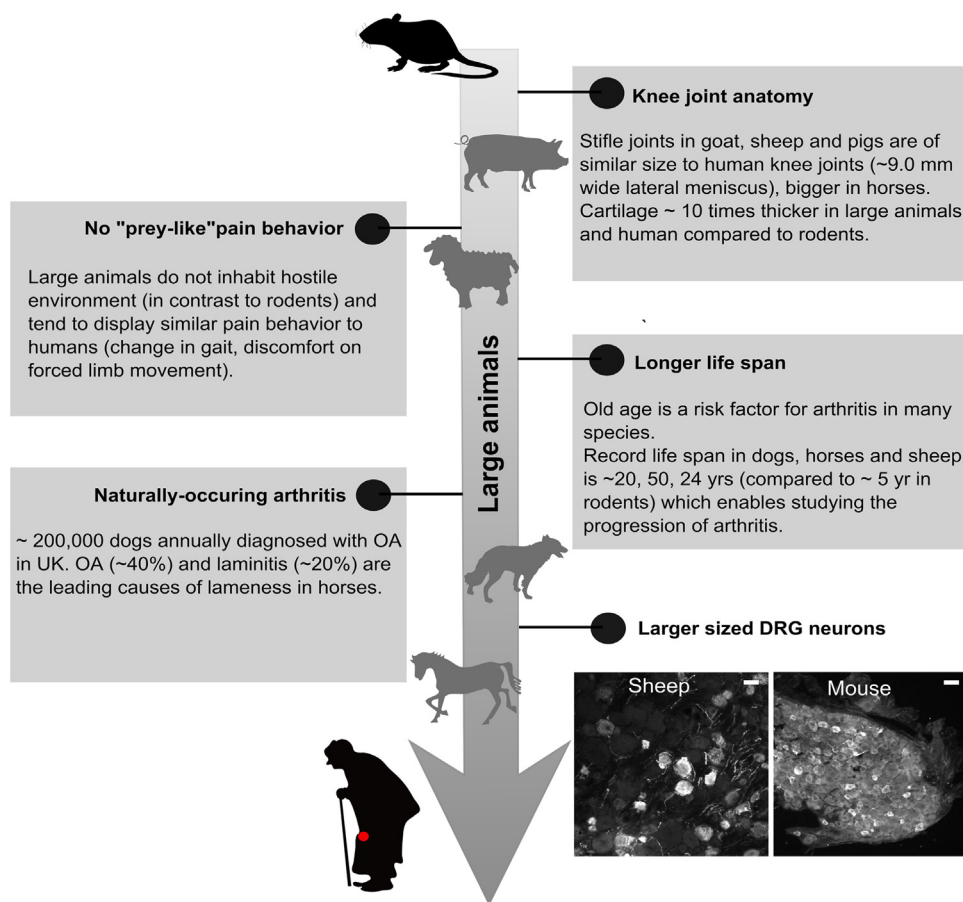 Knee joint anatomy
Stifle joints in goat, sheep and pigs are of
similar size to human knee joints (~9.0 mm
wide lateral meniscus), bigger in horses.
Cartilage ~ 10 times thicker in large animals
and human compared to rodents.
No "prey-like"pain behavior
Large animals do not inhabit hostile
environment (in contrast to rodents) and
tend to display similar pain behavior to
humans (change in gait, discomfort on
forced limb movement).
Large animals
Longer life span
Old age is a risk factor for arthritis in many
species.
Record life span in dogs, horses and sheep
is ~20, 50, 24 yrs (compared to ~ 5 yr in
rodents) which enables studying the
progression of arthritis.
Naturally-occuring arthritis
~ 200,000 dogs annually diagnosed with OA
in UK. OA (~40%) and laminitis (~20%) are
the leading causes of lameness in horses.
Larger sized DRG neurons
Sheep
Mouse